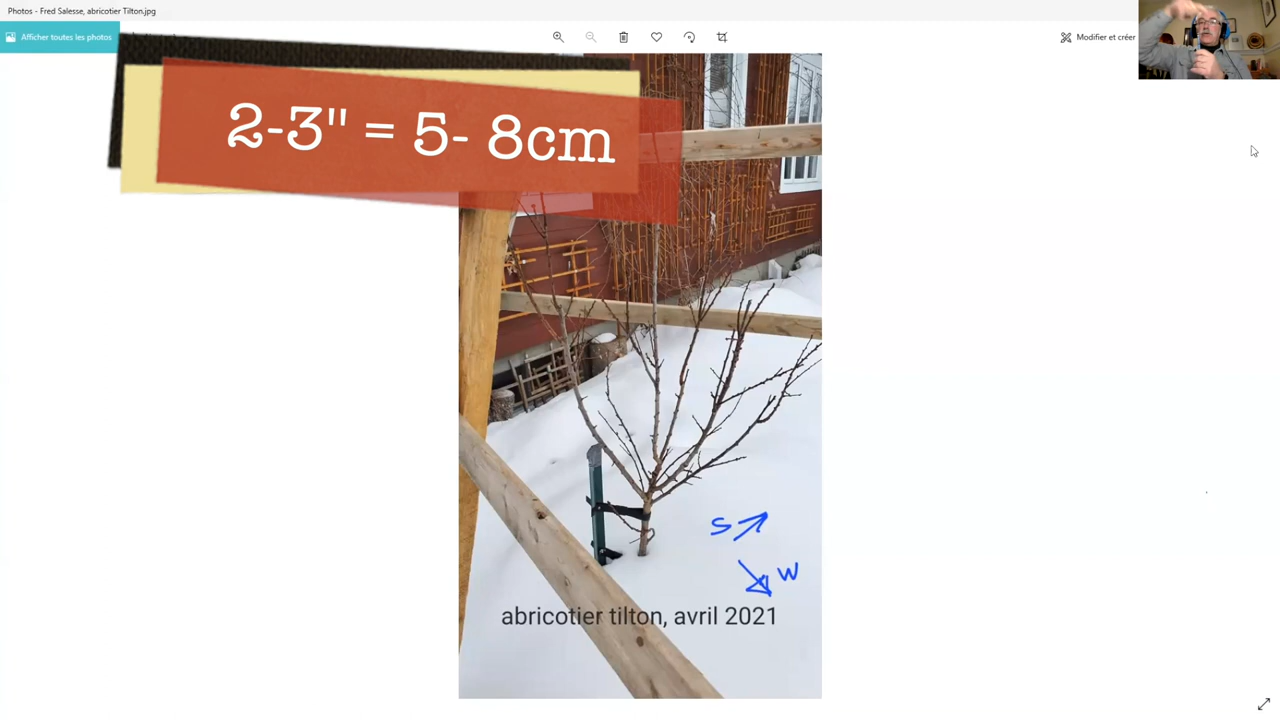 Photos - Fred Salesse, abricotier Tilton.jpg
Afficher toutes les photos
Modifier et créer
2-3" = 5- 8cm
S
W
abricotier tilton, avril 2021